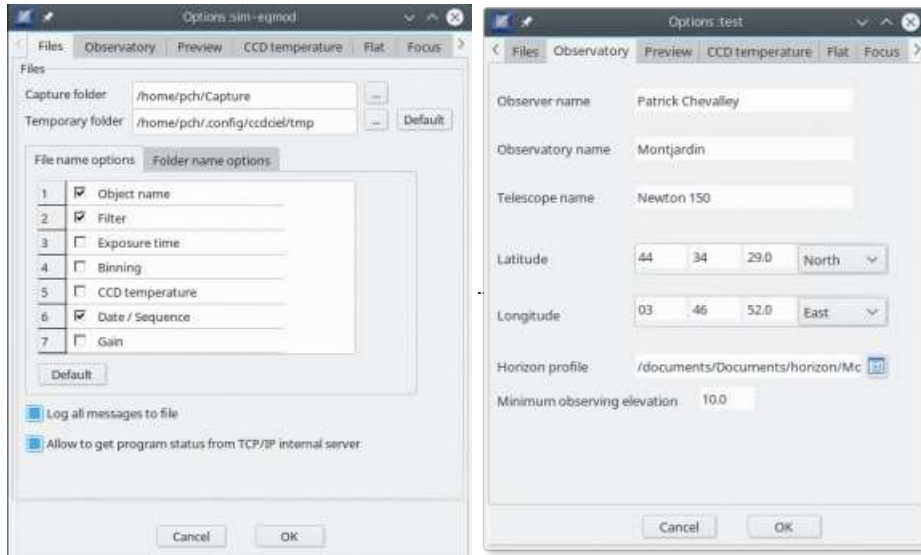 Options :sim-eqmod
Files Observatory Preview CCD temperature Flat Focus
Files
Capture folder /home/pch/Capture ...
Temporary folder /home/pch/.config/ccdciel/tmp ... Default
File name options Folder name options
1 Object name
2 Filter
3 Exposure time
4 Binning
5 CCD temperature
6 Date / Sequence
7 Gain
Default
Log all messages to file
Allow to get program status from TCP/IP internal server
Cancel OK
Options :test
Files Observatory Preview CCD temperature Flat Focus
Observer name Patrick Chevalley
Observatory name Montjardin
Telescope name Newton 150
Latitude 44 34 29.0 North
Longitude 03 46 52.0 East
Horizon profile /documents/Documents/horizon/Mc
Minimum observing elevation 10.0
Cancel OK